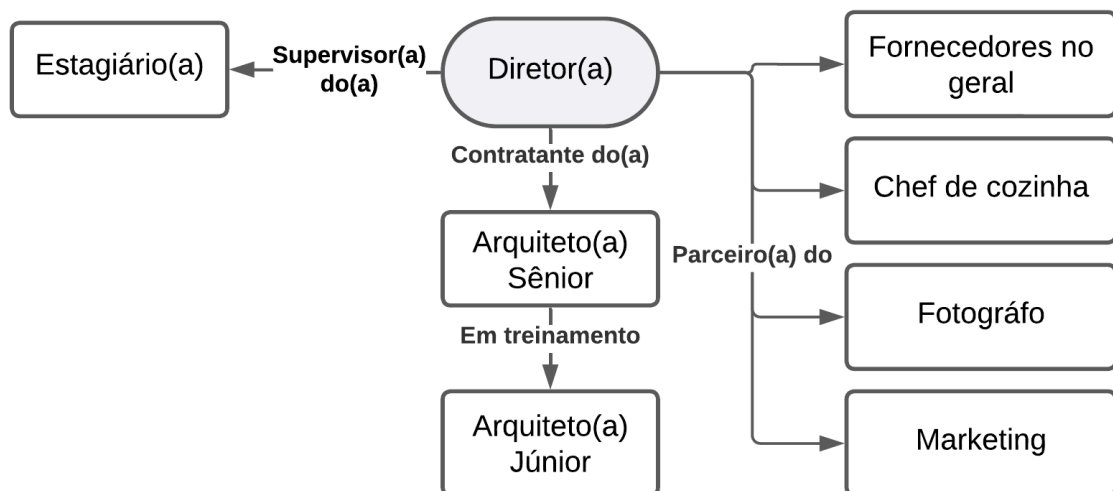 Estagiário(a)
Supervisor(a)
do(a)
Diretor(a)
Fornecedores no
geral
Contratante do(a)
Chef de cozinha
Arquiteto(a)
Sênior
Parceiro(a) do
Fotográfo
Em treinamento
Arquiteto(a)
Júnior
Marketing